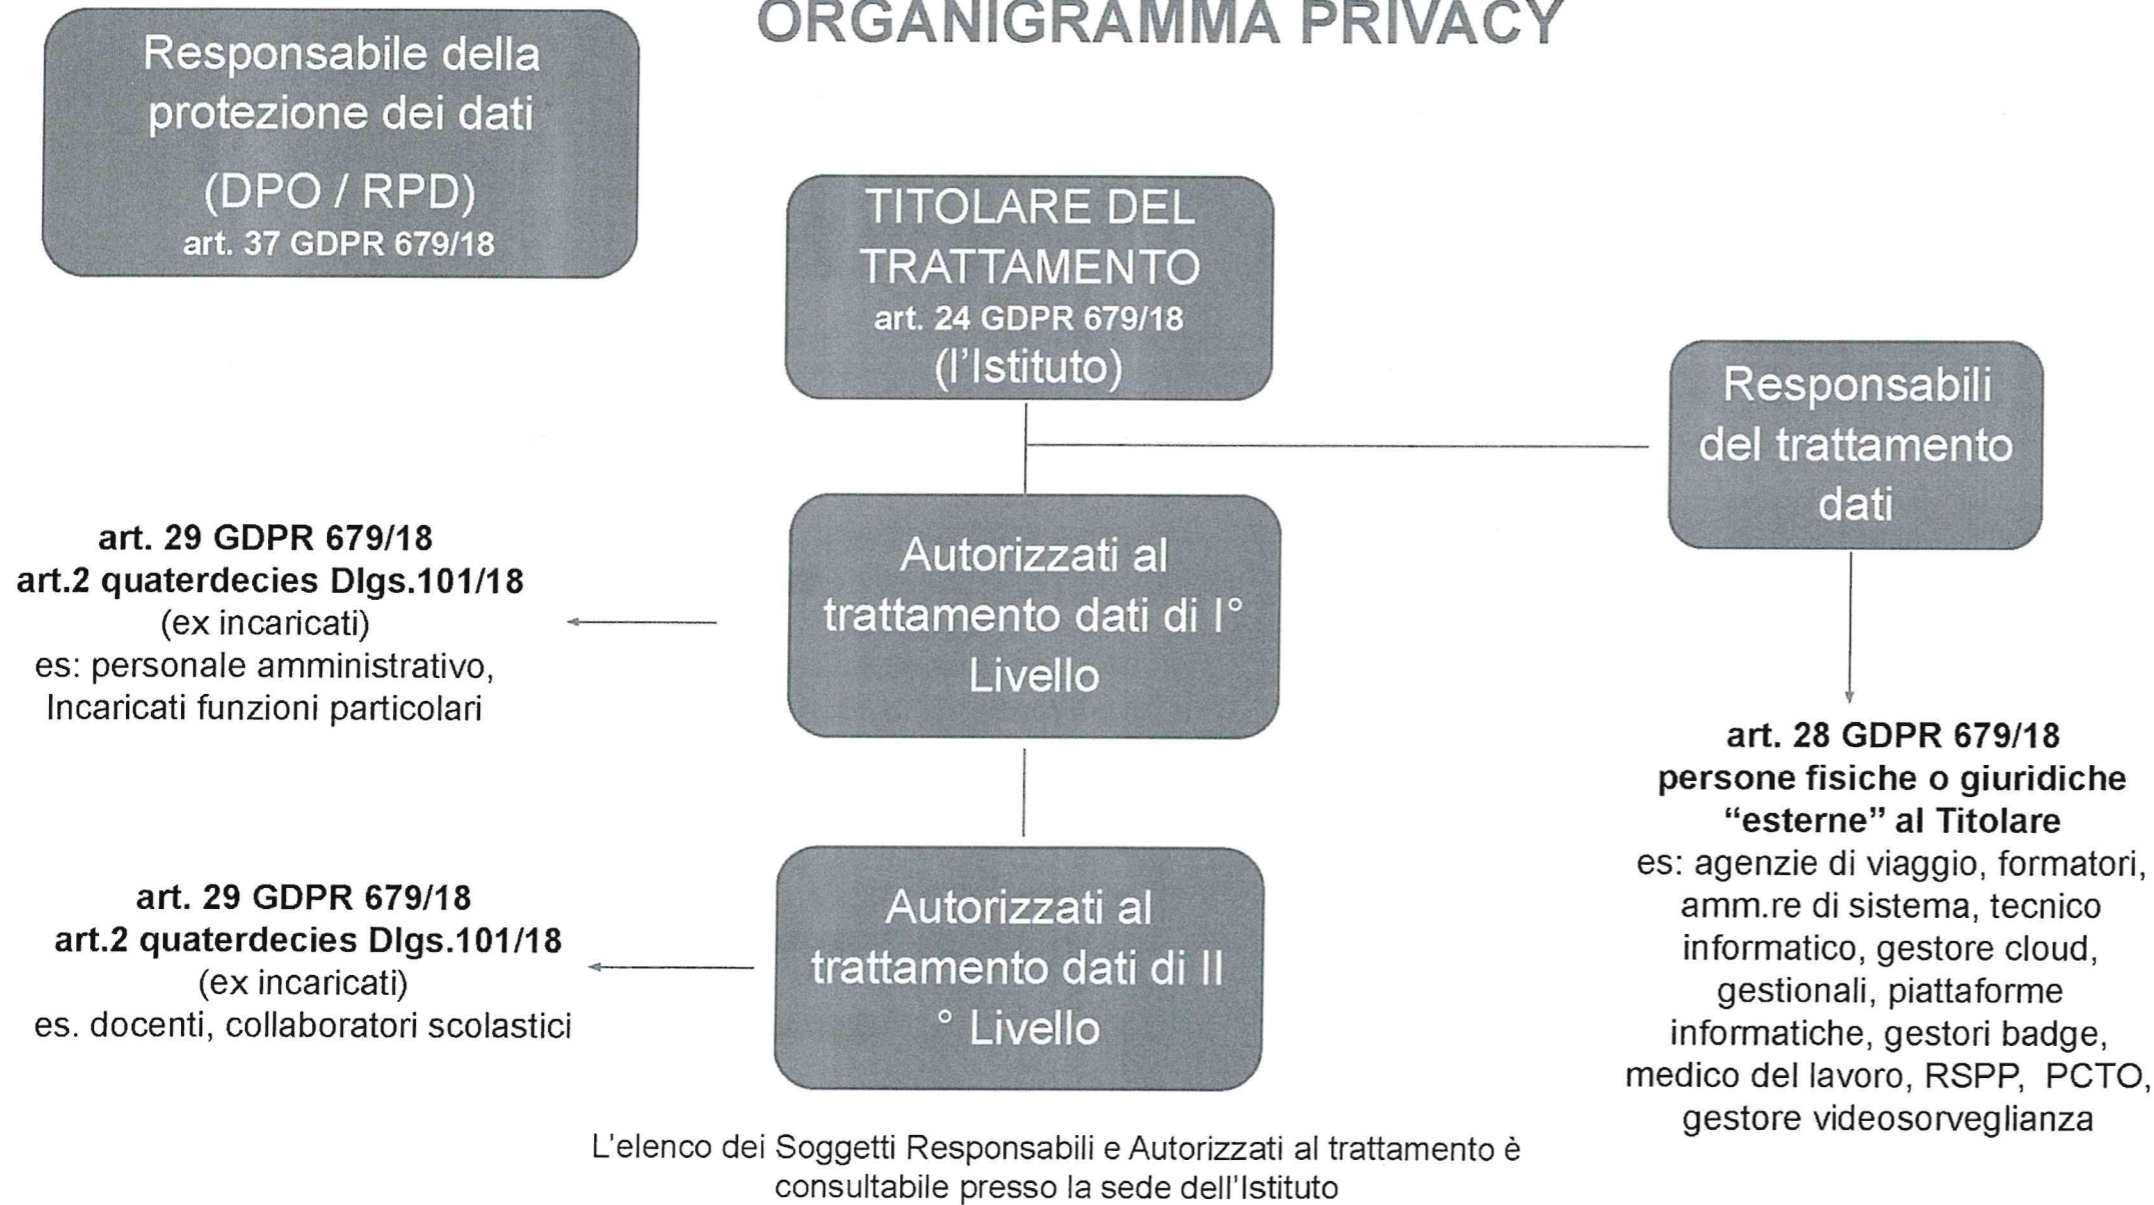 ORGANIGRAMMA PRIVACY
Responsabile della
protezione dei dati
(DPO / RPD)
art. 37 GDPR 679/18
TITOLARE DEL
TRATTAMENTO
art. 24 GDPR 679/18
(l'Istituto)
Responsabili
del trattamento
dati
art. 29 GDPR 679/18
art.2 quaterdecies Dlgs.101/18
(ex incaricati)
es: personale amministrativo,
Incaricati funzioni particolari
Autorizzati al
trattamento dati di I°
Livello
art. 28 GDPR 679/18
persone fisiche o giuridiche
“esterne” al Titolare
es: agenzie di viaggio, formatori,
amm.re di sistema, tecnico
informatico, gestore cloud,
gestionali, piattaforme
informatiche, gestori badge,
medico del lavoro, RSPP, PCTO,
gestore videosorveglianza
art. 29 GDPR 679/18
art.2 quaterdecies Dlgs.101/18
(ex incaricati)
es. docenti, collaboratori scolastici
Autorizzati al
trattamento dati di II
° Livello
L'elenco dei Soggetti Responsabili e Autorizzati al trattamento è
consultabile presso la sede dell'Istituto